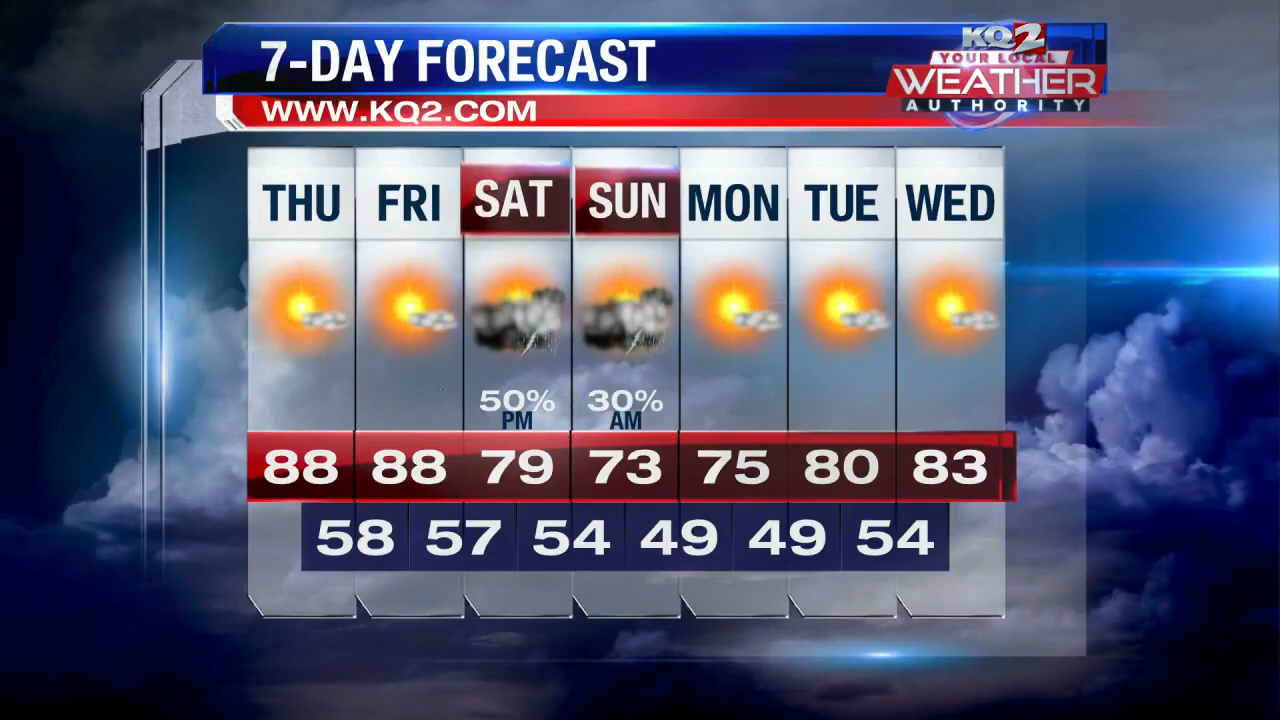 7-DAY FORECAST
WWW.KQ2.COM
KQ2
YOUR LOCAL
WEATHER
AUTHORITY
THU FRI SAT SUN MON TUE WED
50% 30%
PM AM
88 88 79 73 75 80 83
58 57 54 49 49 54